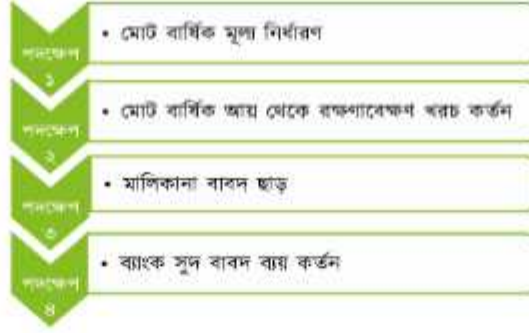 পদক্ষেপ
১
• মোট বার্ষিক মূল্য নির্ধারণ
পদক্ষেপ
২
• মোট বার্ষিক আয় থেকে রক্ষণাবেক্ষণ খরচ কর্তন
পদক্ষেপ
৩
• মালিকানা বাবদ ছাড়
পদক্ষেপ
৪
• ব্যাংক সুদ বাবদ ব্যয় কর্তন